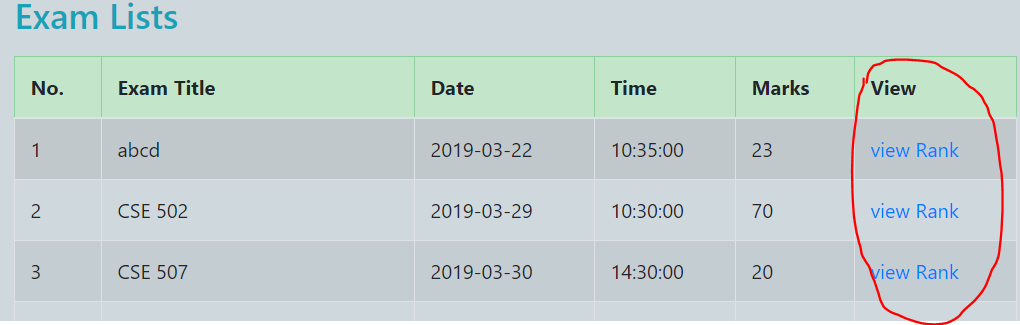 Exam Lists
No. Exam Title Date Time Marks View
1 abcd 2019-03-22 10:35:00 23 view Rank
2 CSE 502 2019-03-29 10:30:00 70 view Rank
3 CSE 507 2019-03-30 14:30:00 20 view Rank